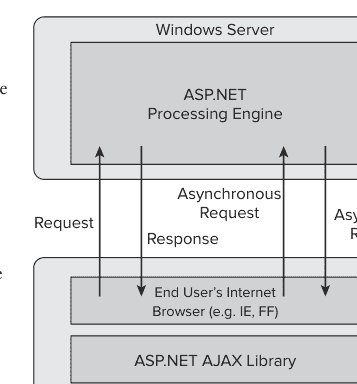 Windows Server
ASP.NET
Processing Engine
Asynchronous
Request
Request
Response
End User's Internet
Browser (e.g. IE, FF)
ASP.NET AJAX Library